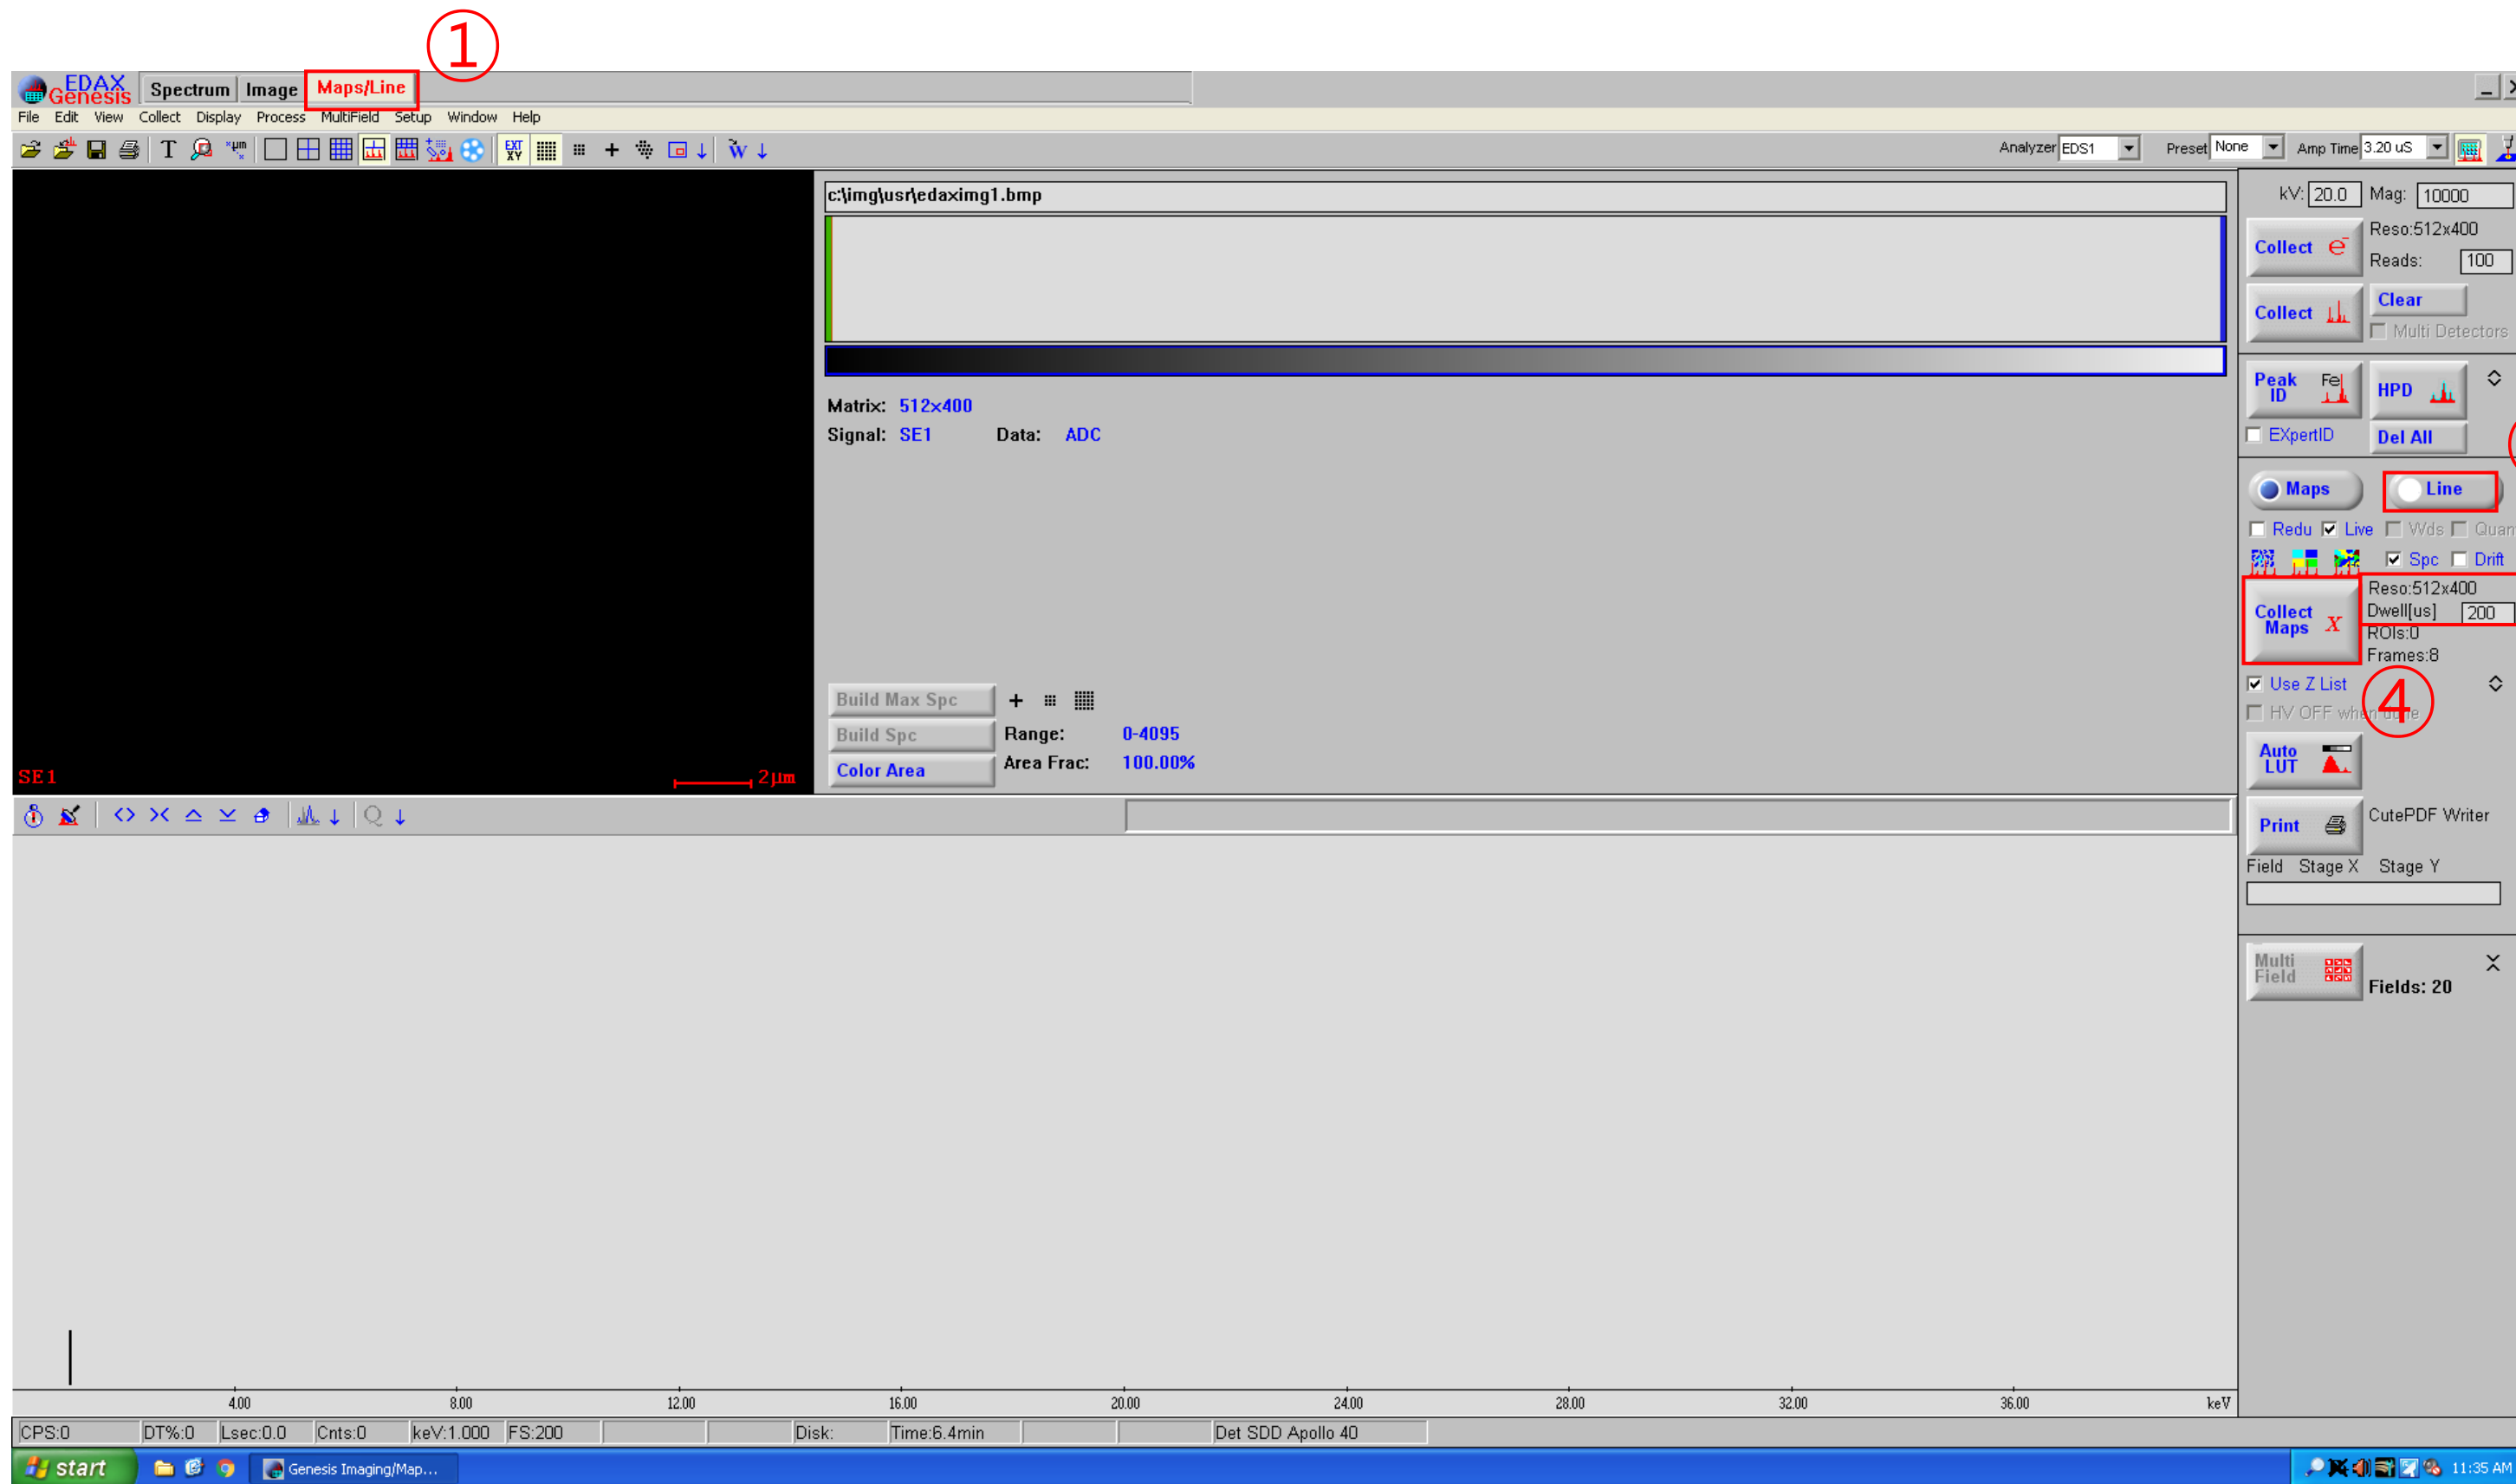 ①
EDAX Genesis Spectrum Image Maps/Line
File Edit View Collect Display Process MultiField Setup Window Help
T EXT XY W Analyzer EDS1 Preset None Amp Time 3.20 uS
c:\img\usr\edaximg1.bmp
kV: 20.0 Mag: 10000
Collect e- Reso:512x400
Reads: 100
Collect Clear
Multi Detectors
Matrix: 512x400
Signal: SE1 Data: ADC
Peak ID Fe HPD
EXpertID Del All
Maps Line
Redu Live Wds Quan
Spc Drift
Collect Maps X Reso:512x400
Dwell[us] 200
ROIs:0
Frames:8
Use Z List
HV OFF when done
④
Build Max Spc
Build Spc Range: 0-4095
Color Area Area Frac: 100.00%
SE1 2µm
Auto LUT
Print CutePDF Writer
Field Stage X Stage Y
Multi Field Fields: 20
Q
4.00 8.00 12.00 16.00 20.00 24.00 28.00 32.00 36.00 keV
CPS:0 DT%:0 Lsec:0.0 Cnts:0 keV:1.000 FS:200 Disk: Time:6.4min Det SDD Apollo 40
start Genesis Imaging/Map... 11:35 AM